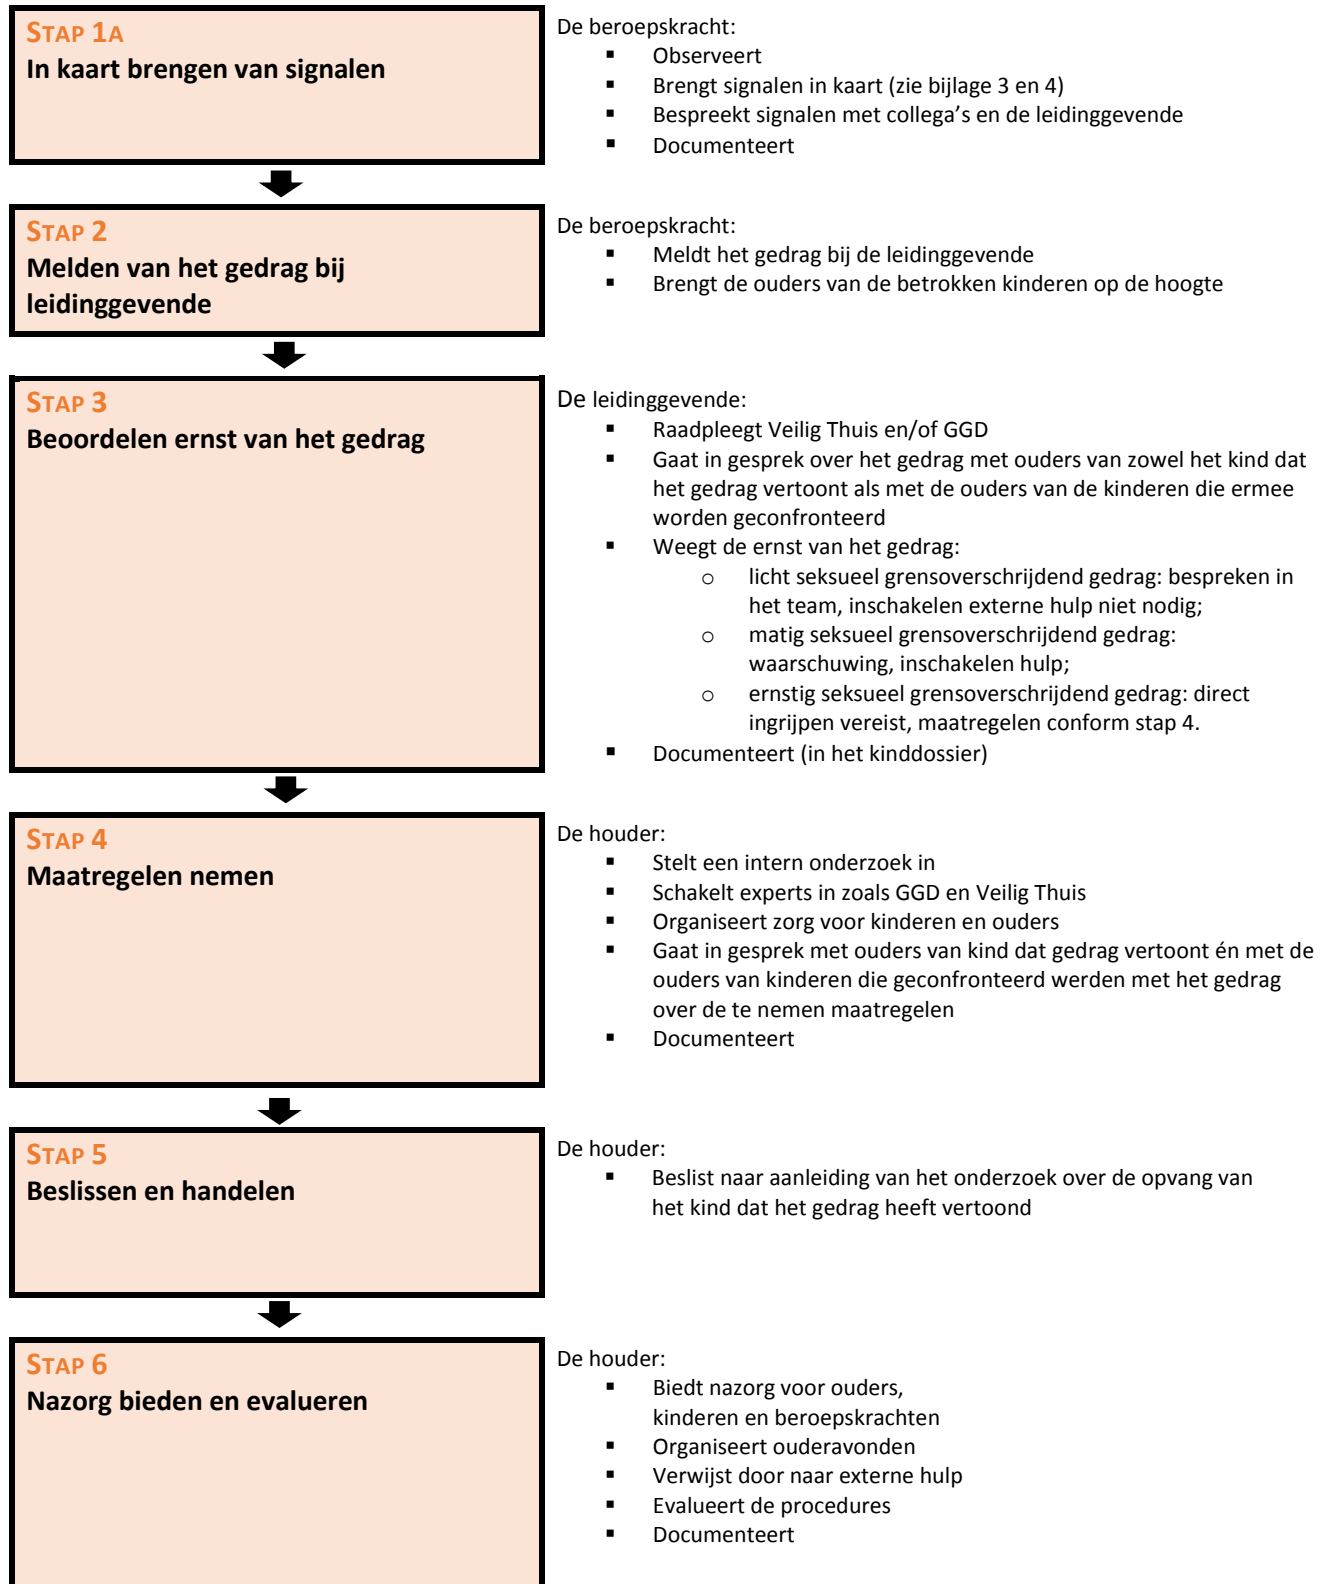 STAP 1A
In kaart brengen van signalen
De beroepskracht:
▪ Observeert
▪ Brengt signalen in kaart (zie bijlage 3 en 4)
▪ Bespreekt signalen met collega’s en de leidinggevende
▪ Documenteert
STAP 2
Melden van het gedrag bij
leidinggevende
De beroepskracht:
▪ Meldt het gedrag bij de leidinggevende
▪ Brengt de ouders van de betrokken kinderen op de hoogte
STAP 3
Beoordelen ernst van het gedrag
De leidinggevende:
▪ Raadpleegt Veilig Thuis en/of GGD
▪ Gaat in gesprek over het gedrag met ouders van zowel het kind dat
het gedrag vertoont als met de ouders van de kinderen die ermee
worden geconfronteerd
▪ Weegt de ernst van het gedrag:
o licht seksueel grensoverschrijdend gedrag: bespreken in
het team, inschakelen externe hulp niet nodig;
o matig seksueel grensoverschrijdend gedrag:
waarschuwing, inschakelen hulp;
o ernstig seksueel grensoverschrijdend gedrag: direct
ingrijpen vereist, maatregelen conform stap 4.
▪ Documenteert (in het kinddossier)
STAP 4
Maatregelen nemen
De houder:
▪ Stelt een intern onderzoek in
▪ Schakelt experts in zoals GGD en Veilig Thuis
▪ Organiseert zorg voor kinderen en ouders
▪ Gaat in gesprek met ouders van kind dat gedrag vertoont én met de
ouders van kinderen die geconfronteerd werden met het gedrag
over de te nemen maatregelen
▪ Documenteert
STAP 5
Beslissen en handelen
De houder:
▪ Beslist naar aanleiding van het onderzoek over de opvang van
het kind dat het gedrag heeft vertoond
STAP 6
Nazorg bieden en evalueren
De houder:
▪ Biedt nazorg voor ouders,
kinderen en beroepskrachten
▪ Organiseert ouderavonden
▪ Verwijst door naar externe hulp
▪ Evalueert de procedures
▪ Documenteert